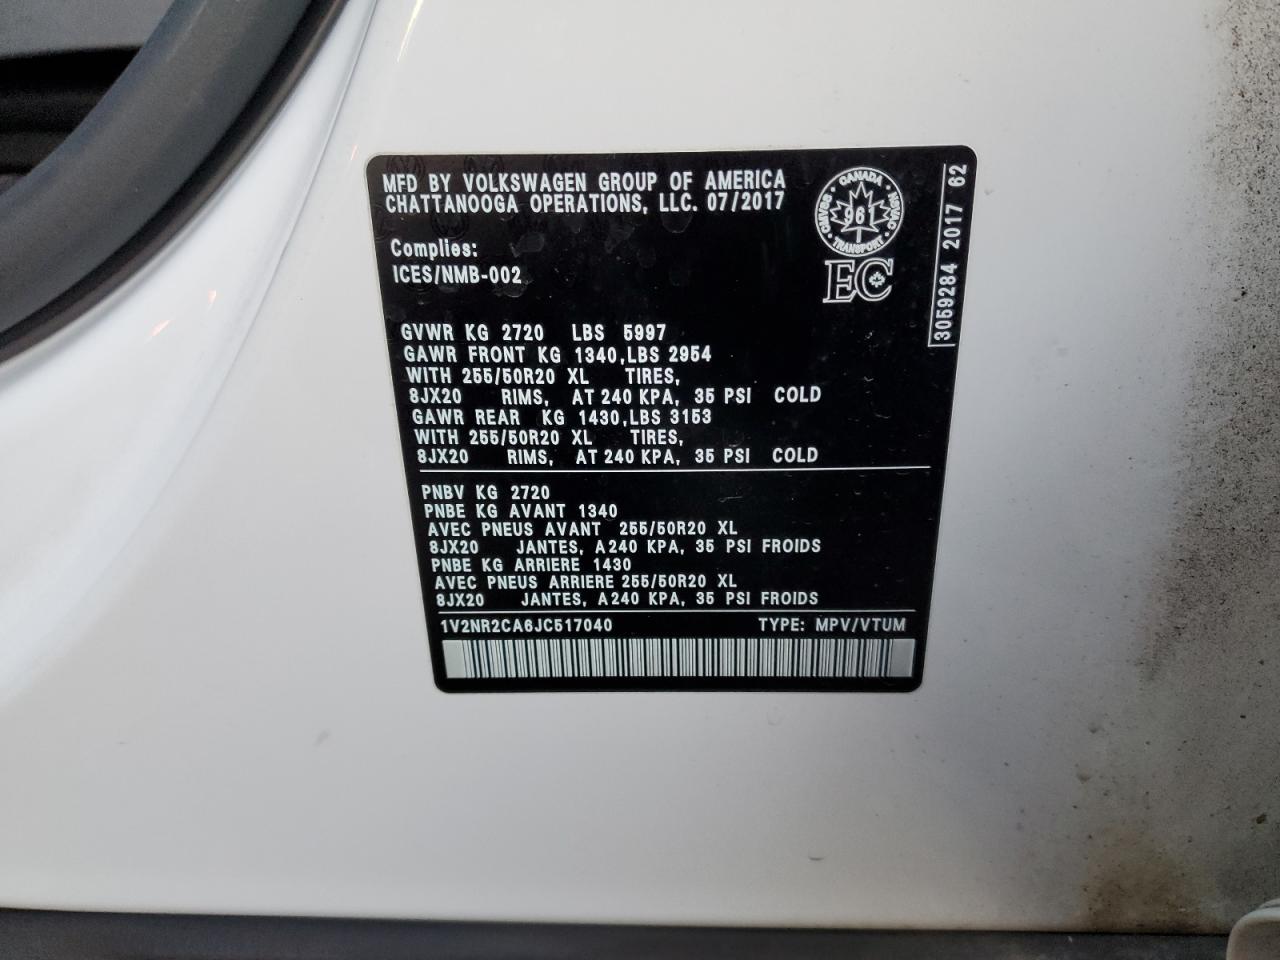 MFD BY VOLKSWAGEN GROUP OF AMERICA
CHATTANOOGA OPERATIONS, LLC. 07/2017
CANADA
CMVSS
NSVAC
961
TRANSPORT
EC
3059284 2017 62
Complies:
ICES/NMB-002
GVWR KG 2720 LBS 5997
GAWR FRONT KG 1340, LBS 2954
WITH 255/50R20 XL TIRES,
8JX20 RIMS, AT 240 KPA, 35 PSI COLD
GAWR REAR KG 1430, LBS 3153
WITH 255/50R20 XL TIRES,
8JX20 RIMS, AT 240 KPA, 35 PSI COLD
PNBV KG 2720
PNBE KG AVANT 1340
AVEC PNEUS AVANT 255/50R20 XL
8JX20 JANTES, A 240 KPA, 35 PSI FROIDS
PNBE KG ARRIERE 1430
AVEC PNEUS ARRIERE 255/50R20 XL
8JX20 JANTES, A 240 KPA, 35 PSI FROIDS
1V2NR2CA6JC517040 TYPE: MPV/VTUM